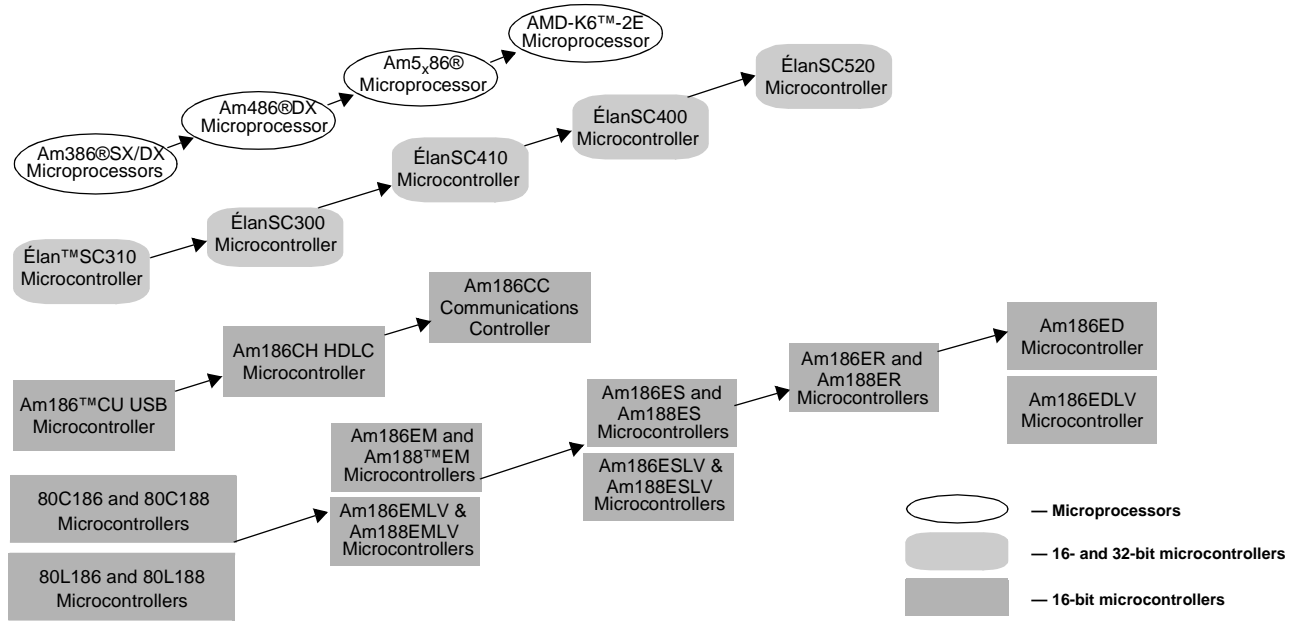 AMD-K6™-2E
Microprocessor
Am5x86®
Microprocessor
Am486®DX
Microprocessor
Am386®SX/DX
Microprocessors
ÉlanSC520
Microcontroller
ÉlanSC400
Microcontroller
ÉlanSC410
Microcontroller
ÉlanSC300
Microcontroller
Élan™SC310
Microcontroller
Am186CC
Communications
Controller
Am186CH HDLC
Microcontroller
Am186™CU USB
Microcontroller
Am186ED
Microcontroller
Am186EDLV
Microcontroller
Am186ER and
Am188ER
Microcontrollers
Am186ES and
Am188ES
Microcontrollers
Am186ESLV &
Am188ESLV
Microcontrollers
Am186EM and
Am188™EM
Microcontrollers
Am186EMLV &
Am188EMLV
Microcontrollers
80C186 and 80C188
Microcontrollers
80L186 and 80L188
Microcontrollers
— Microprocessors
— 16- and 32-bit microcontrollers
— 16-bit microcontrollers